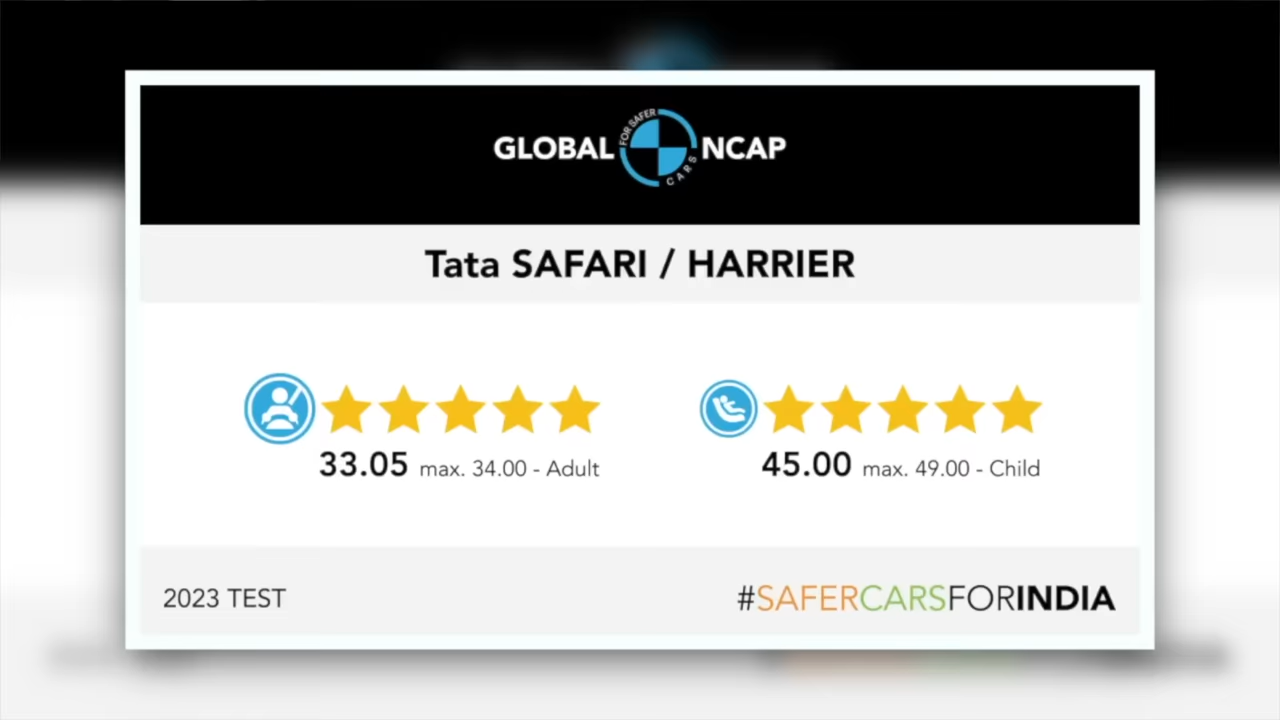 GLOBAL FOR SAFER CARS NCAP
Tata SAFARI / HARRIER
33.05 max. 34.00 - Adult
45.00 max. 49.00 - Child
2023 TEST
#SAFERCARSFORINDIA